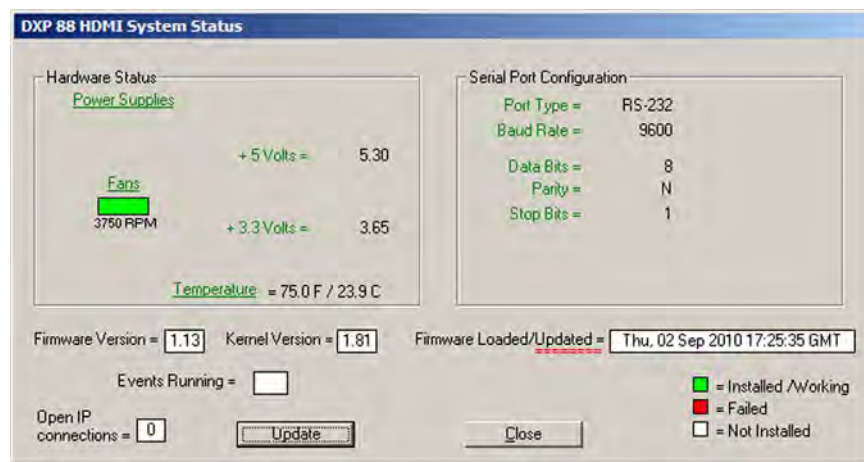 DXP 88 HDMI System Status
Hardware Status
Power Supplies
+ 5 Volts = 5.30
Fans
3750 RPM
+ 3.3 Volts = 3.65
Temperature = 75.0 F / 23.9 C
Serial Port Configuration
Port Type = RS-232
Baud Rate = 9600
Data Bits = 8
Parity = N
Stop Bits = 1
Firmware Version = 1.13 Kernel Version = 1.81 Firmware Loaded/Updated = Thu, 02 Sep 2010 17:25:35 GMT
Events Running =
Open IP
connections = 0
Update
Close
= Installed /Working
= Failed
= Not Installed